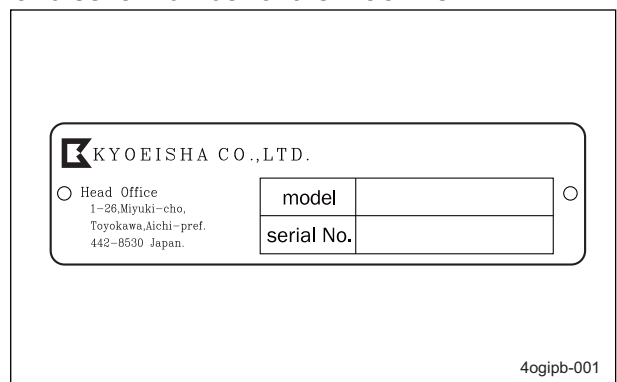 KYOEISHA CO.,LTD.
Head Office
1-26,Miyuki-cho,
Toyokawa,Aichi-pref.
442-8530 Japan.
model
serial No.
4ogipb-001